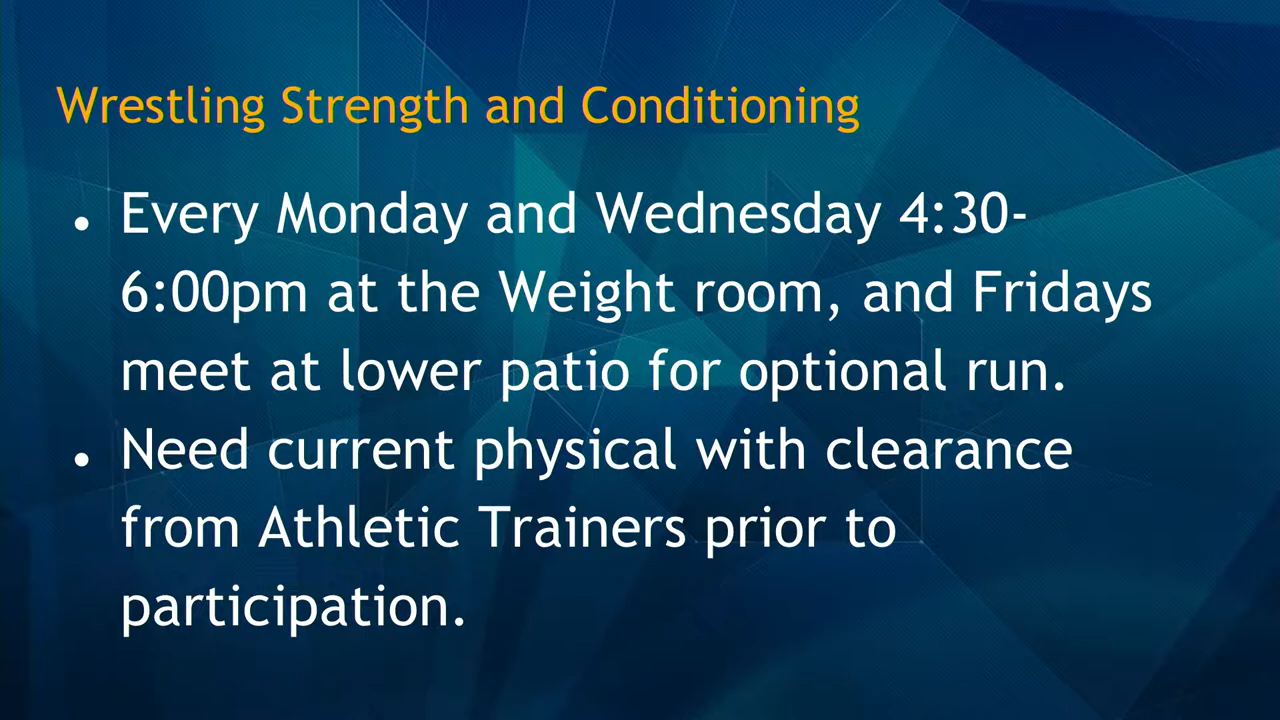 Wrestling Strength and Conditioning
• Every Monday and Wednesday 4:30-
6:00pm at the Weight room, and Fridays
meet at lower patio for optional run.
• Need current physical with clearance
from Athletic Trainers prior to
participation.